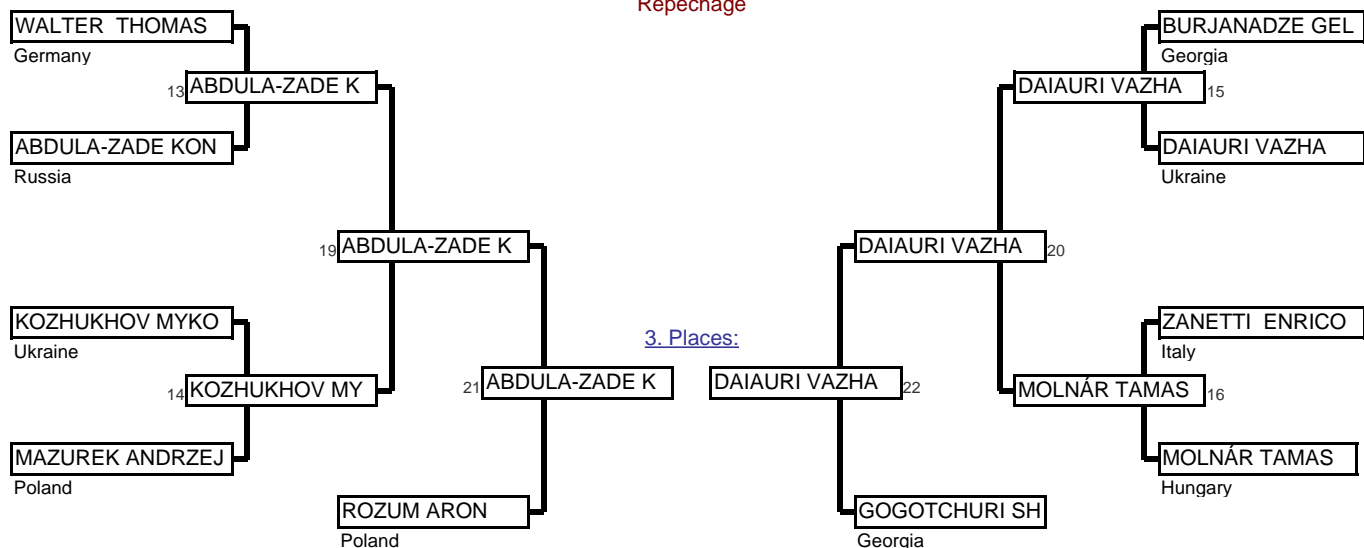 Repechage
WALTER  THOMAS
Germany
13 ABDULA-ZADE K
ABDULA-ZADE KON
Russia
19 ABDULA-ZADE K
KOZHUKHOV MYKO
Ukraine
14 KOZHUKHOV MY
MAZUREK ANDRZEJ
Poland
21 ABDULA-ZADE K
ROZUM ARON
Poland
3. Places:
BURJANADZE GEL
Georgia
DAIAURI VAZHA 15
DAIAURI VAZHA
Ukraine
DAIAURI VAZHA 20
ZANETTI  ENRICO
Italy
DAIAURI VAZHA 22
MOLNÁR TAMAS 16
MOLNÁR TAMAS
Hungary
GOGOTCHURI SH
Georgia